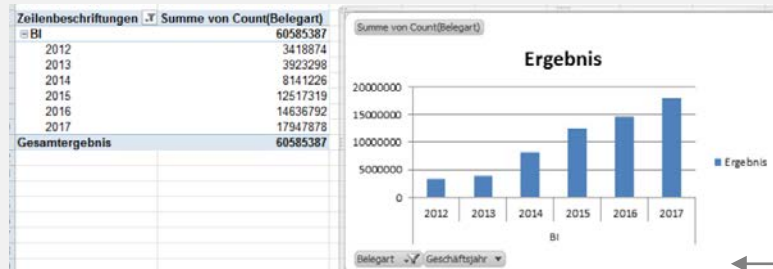 Zeilenbeschriftungen Summe von Count(Belegart)
BI 60585387
2012 3418874
2013 3923298
2014 8141226
2015 12517319
2016 14636792
2017 17947878
Gesamtergebnis 60585387
Summe von Count(Belegart)
Ergebnis
20000000
15000000
10000000
5000000
0
2012 2013 2014 2015 2016 2017
BI
Ergebnis
Belegart Geschäftsjahr